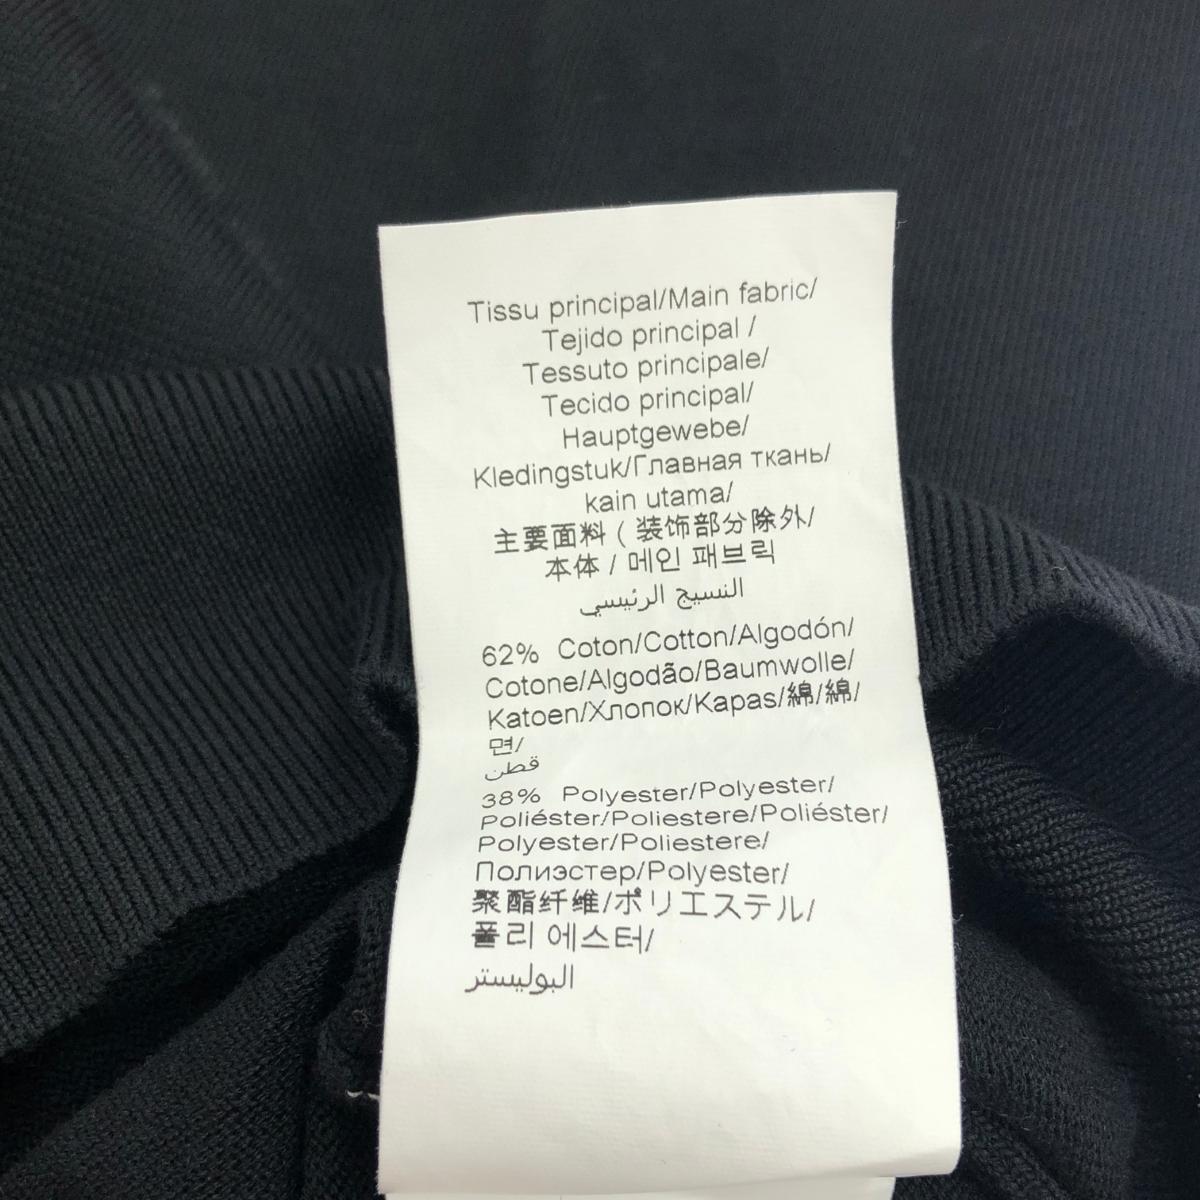 Tissu principal/Main fabric/
Tejido principal /
Tessuto principale/
Tecido principal/
Hauptgewebe/
Kledingstuk/Главная ткань/
kain utama/
主要面料 ( 装饰部分除外/
本体 / 메인 패브릭
النسيج الرئيسي
62% Coton/Cotton/Algodón/
Cotone/Algodão/Baumwolle/
Katoen/Хлопок/Kapas/綿/綿/
면/
قطن
38% Polyester/Polyester/
Poliéster/Poliestere/Poliéster/
Polyester/Poliestere/
Полиэстер/Polyester/
聚酯纤维/ポリエステル/
폴리 에스터/
البوليستر